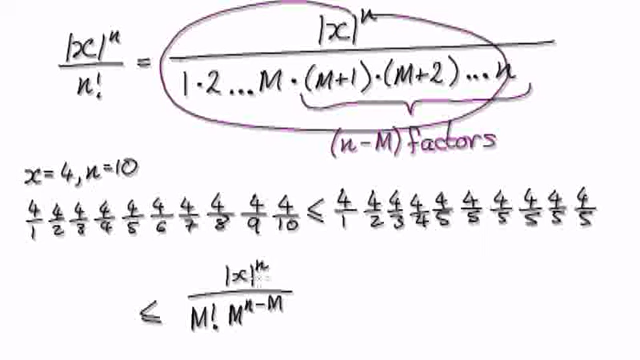 |x|^n / n! = |x|^n / (1·2...M·(M+1)·(M+2)...n)
(n-M) factors
x=4, n=10
4/1 4/2 4/3 4/4 4/5 4/6 4/7 4/8 4/9 4/10 ≤ 4/1 4/2 4/3 4/4 4/5 4/5 4/5 4/5 4/5 4/5
≤ |x|^n / (M! M^(n-M))